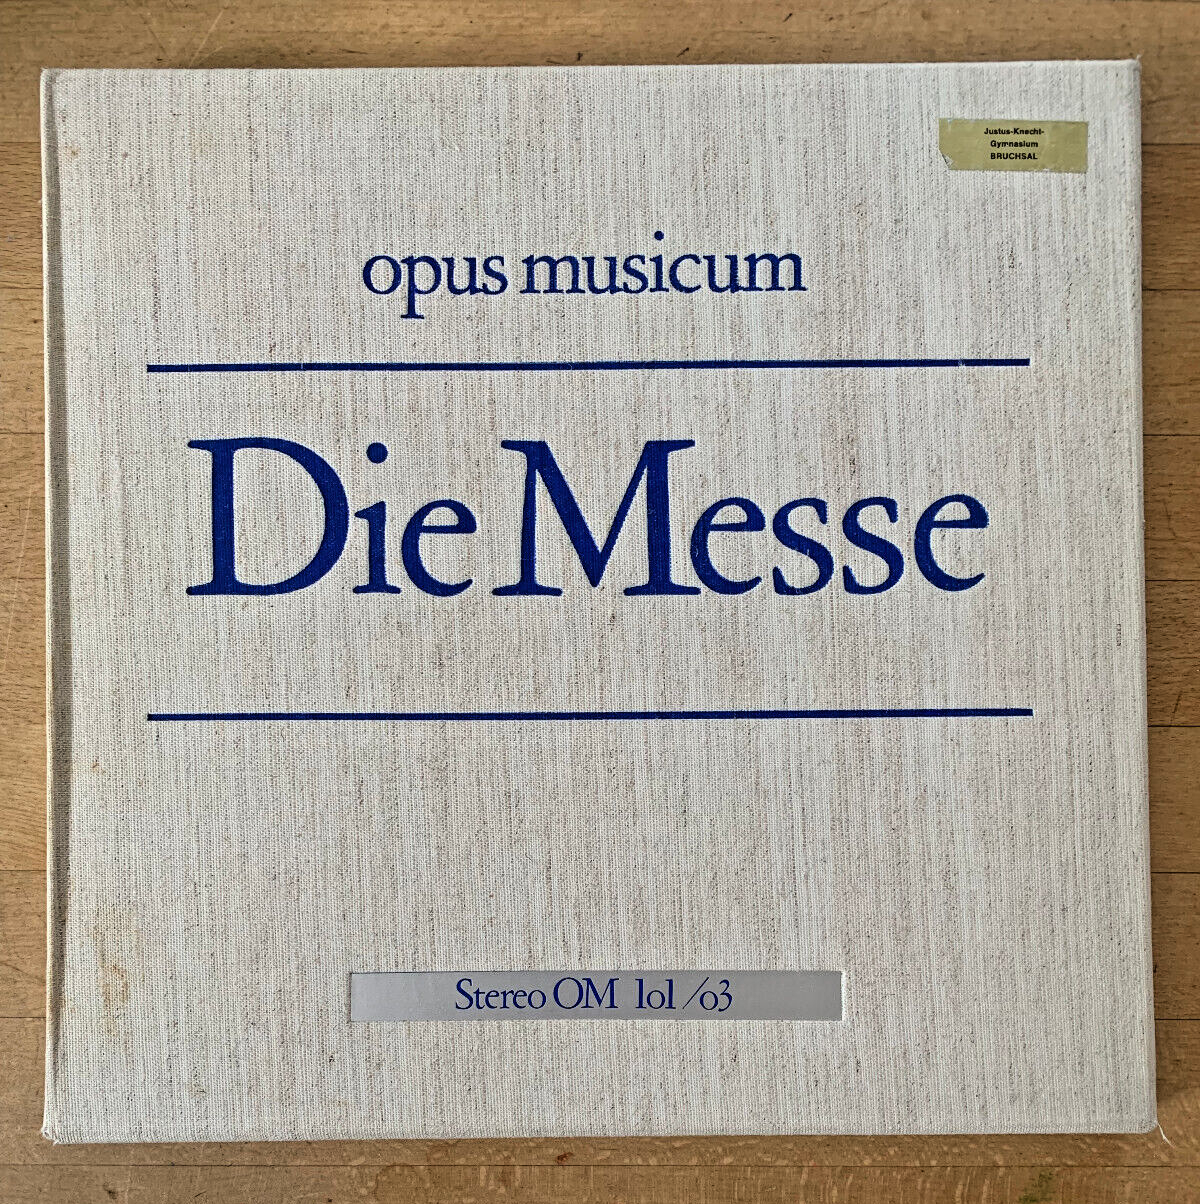 Justus-Knecht-
Gymnasium
BRUCHSAL
opus musicum
Die Messe
Stereo OM 101/03